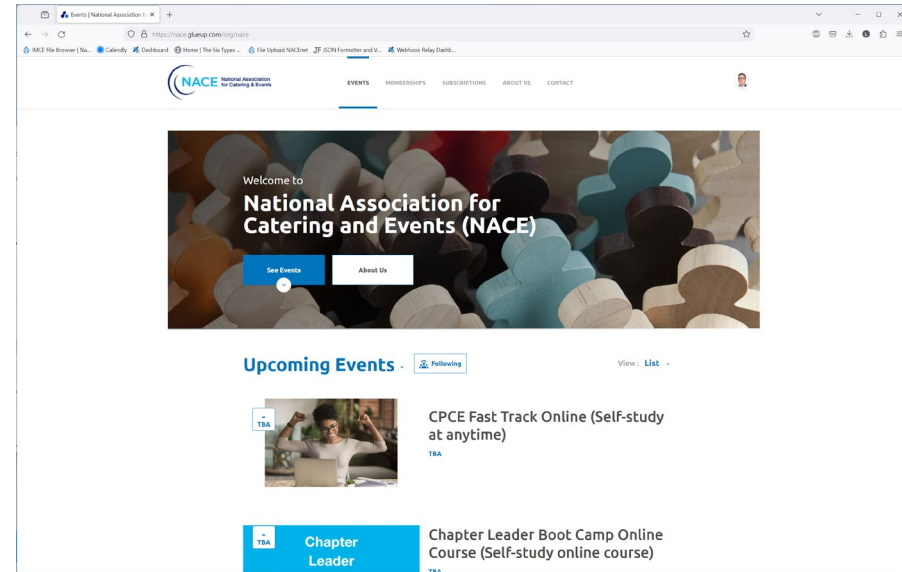 Events | National Association f
https://nace.glueup.com/org/nace
IMCE File Browser | Na...
Calendly
Dashboard
Home | The Six Types ...
File Upload NACEnet
JSON Formatter and V...
Webhook Relay Dashb...
NACE
National Association
for Catering & Events
EVENTS
MEMBERSHIPS
SUBSCRIPTIONS
ABOUT US
CONTACT
Welcome to
National Association for
Catering and Events (NACE)
See Events
About Us
Upcoming Events
Following
View : List
TBA
CPCE Fast Track Online (Self-study
at anytime)
TBA
TBA
Chapter
Leader
Chapter Leader Boot Camp Online
Course (Self-study online course)
TBA